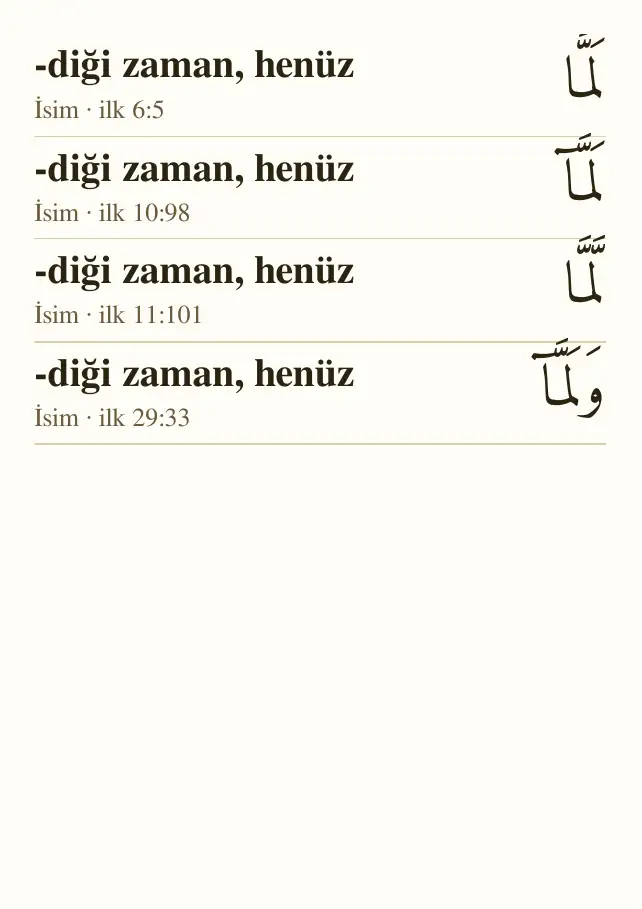 -diği zaman, henüz لَمَّا
İsim · ilk 6:5
-diği zaman, henüz لَمَّآ
İsim · ilk 10:98
-diği zaman, henüz لَّمَّا
İsim · ilk 11:101
-diği zaman, henüz وَلَمَّآ
İsim · ilk 29:33